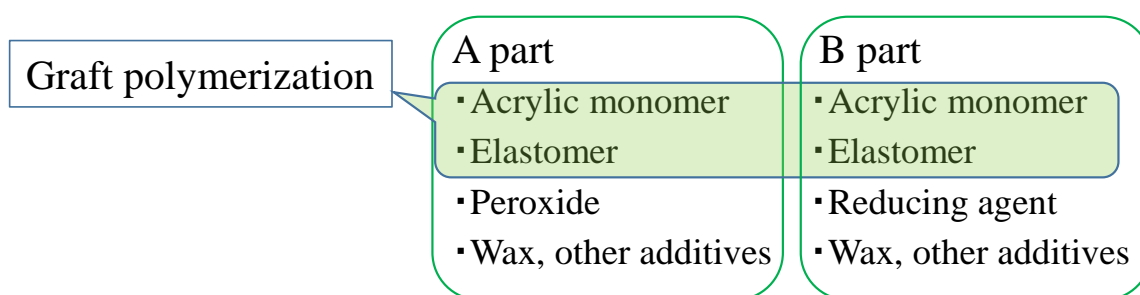 Graft polymerization
A part
・Acrylic monomer
・Elastomer
・Peroxide
・Wax, other additives
B part
・Acrylic monomer
・Elastomer
・Reducing agent
・Wax, other additives